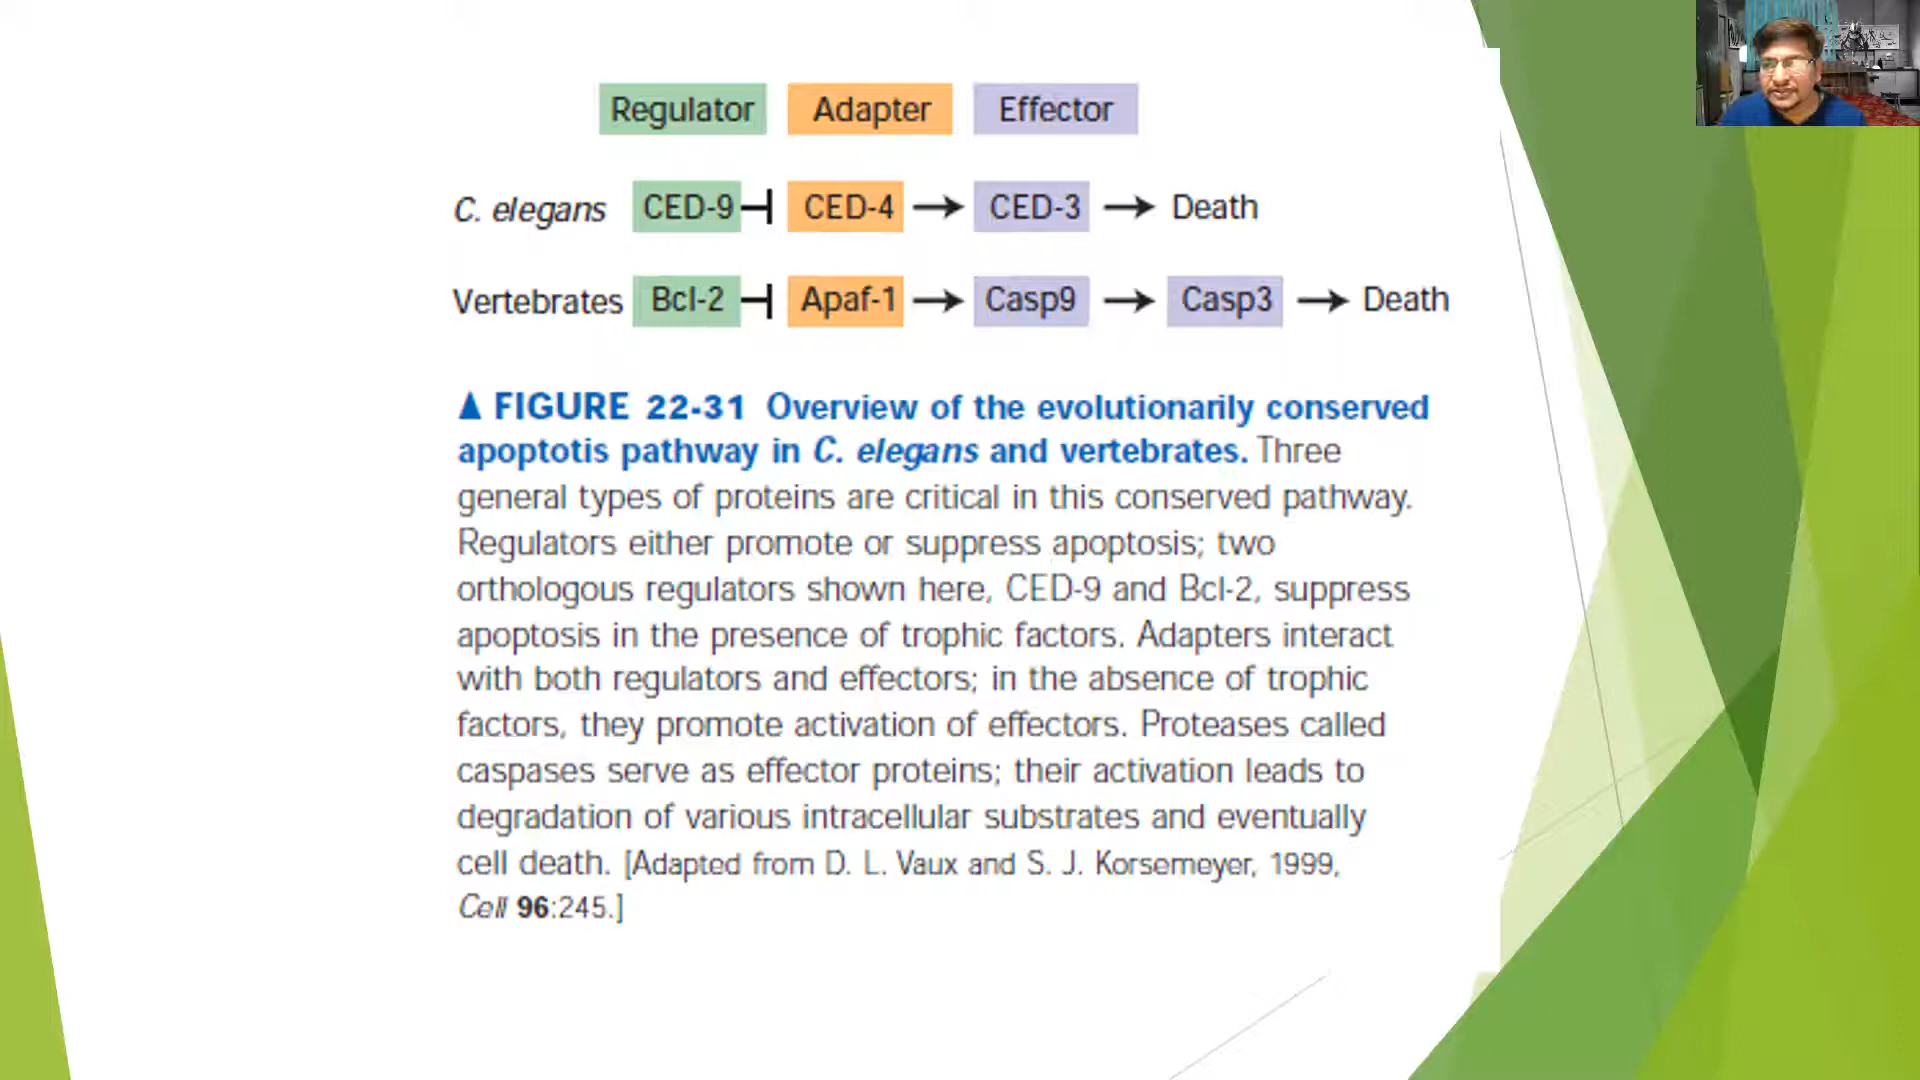 Regulator Adapter Effector
C. elegans CED-9 CED-4 CED-3 Death
Vertebrates Bcl-2 Apaf-1 Casp9 Casp3 Death
▲ FIGURE 22-31 Overview of the evolutionarily conserved
apoptotis pathway in C. elegans and vertebrates. Three
general types of proteins are critical in this conserved pathway.
Regulators either promote or suppress apoptosis; two
orthologous regulators shown here, CED-9 and Bcl-2, suppress
apoptosis in the presence of trophic factors. Adapters interact
with both regulators and effectors; in the absence of trophic
factors, they promote activation of effectors. Proteases called
caspases serve as effector proteins; their activation leads to
degradation of various intracellular substrates and eventually
cell death. [Adapted from D. L. Vaux and S. J. Korsemeyer, 1999,
Cell 96:245.]